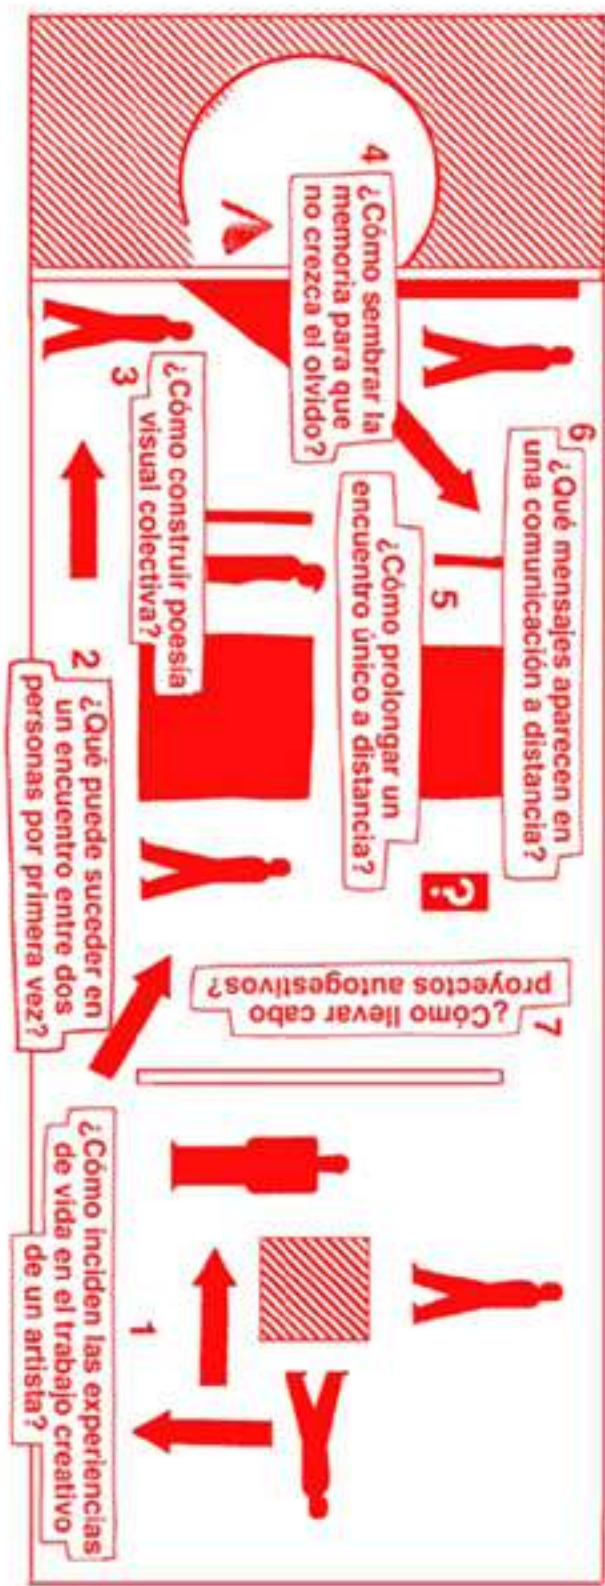 1
¿Cómo inciden las experiencias
de vida en el trabajo creativo
de un artista?
2
¿Qué puede suceder en
un encuentro entre dos
personas por primera vez?
3
¿Cómo construir poesía
visual colectiva?
4
¿Cómo sembrar la
memoria para que
no crezca el olvido?
5
¿Cómo prolongar un
encuentro único a distancia?
6
¿Qué mensajes aparecen en
una comunicación a distancia?
?
7
¿Cómo llevar cabo
proyectos autogestivos?